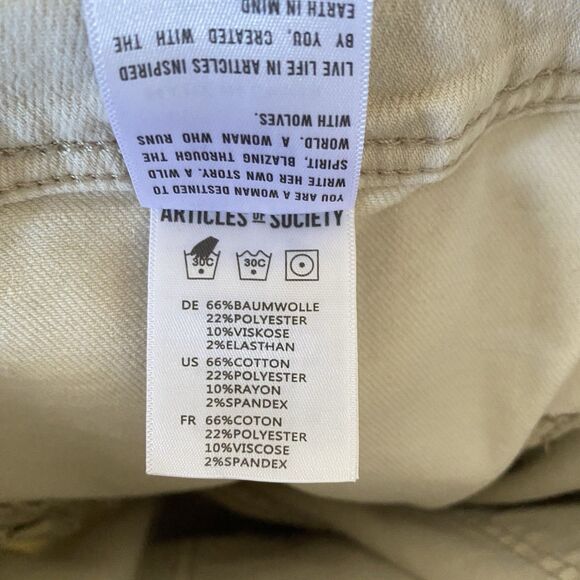 YOU ARE A WOMAN DESTINED TO
WRITE HER OWN STORY. A WILD
SPIRIT, BLAZING THROUGH THE
WORLD. A WOMAN WHO RUNS
WITH WOLVES.
LIVE LIFE IN ARTICLES INSPIRED
BY YOU, CREATED WITH THE
EARTH IN MIND
ARTICLES OF SOCIETY
30C 30C
DE 66%BAUMWOLLE
22%POLYESTER
10%VISKOSE
2%ELASTHAN
US 66%COTTON
22%POLYESTER
10%RAYON
2%SPANDEX
FR 66%COTON
22%POLYESTER
10%VISCOSE
2%SPANDEX